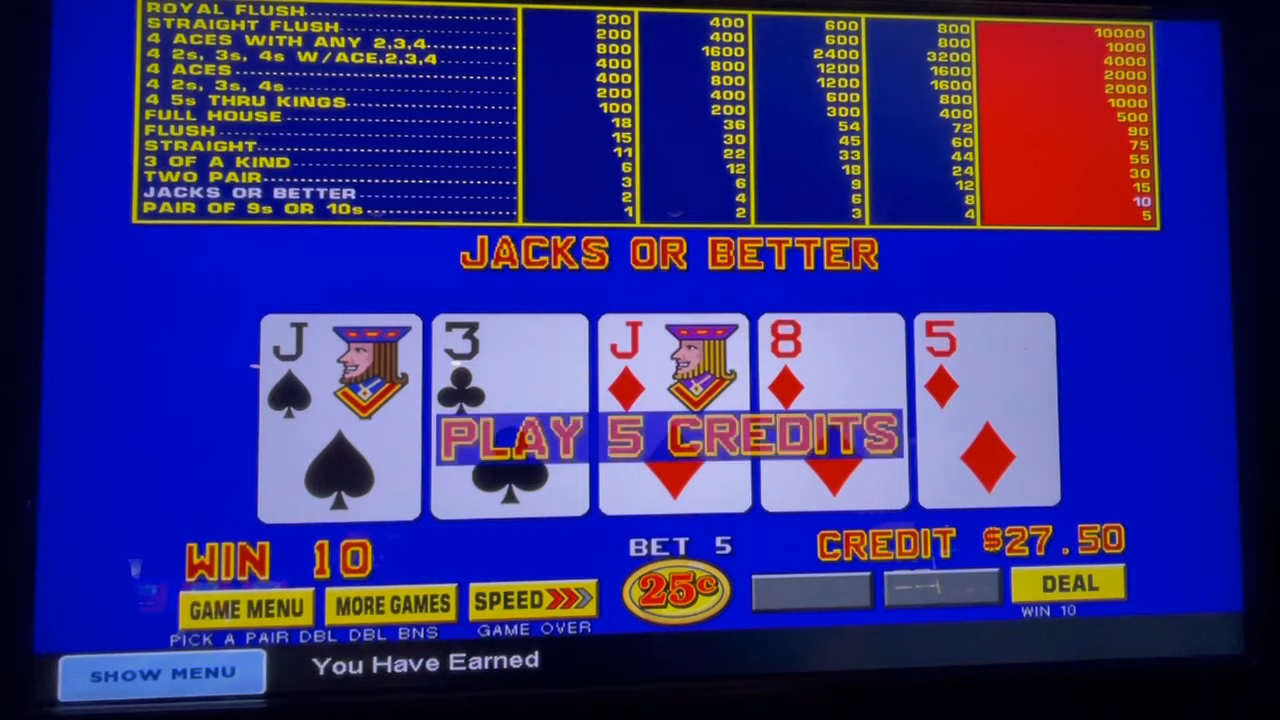 ROYAL FLUSH 200 400 600 800 10000
STRAIGHT FLUSH 200 400 600 800 1000
4 ACES WITH ANY 2,3,4 800 1600 2400 3200 4000
4 2s, 3s, 4s W/ACE,2,3,4 400 800 1200 1600 2000
4 ACES 400 800 1200 1600 2000
4 2s, 3s, 4s 200 400 600 800 1000
4 5s THRU KINGS 100 200 300 400 500
FULL HOUSE 18 36 54 72 90
FLUSH 15 30 45 60 75
STRAIGHT 11 22 33 44 55
3 OF A KIND 6 12 18 24 30
TWO PAIR 3 6 9 12 15
JACKS OR BETTER 2 4 6 8 10
PAIR OF 9s OR 10s 1 2 3 4 5
JACKS OR BETTER
J 3 J 8 5
PLAY 5 CREDITS
WIN 10 BET 5 CREDIT $27.50
GAME MENU MORE GAMES SPEED 25¢ DEAL
PICK A PAIR DBL DBL BNS GAME OVER WIN 10
SHOW MENU You Have Earned